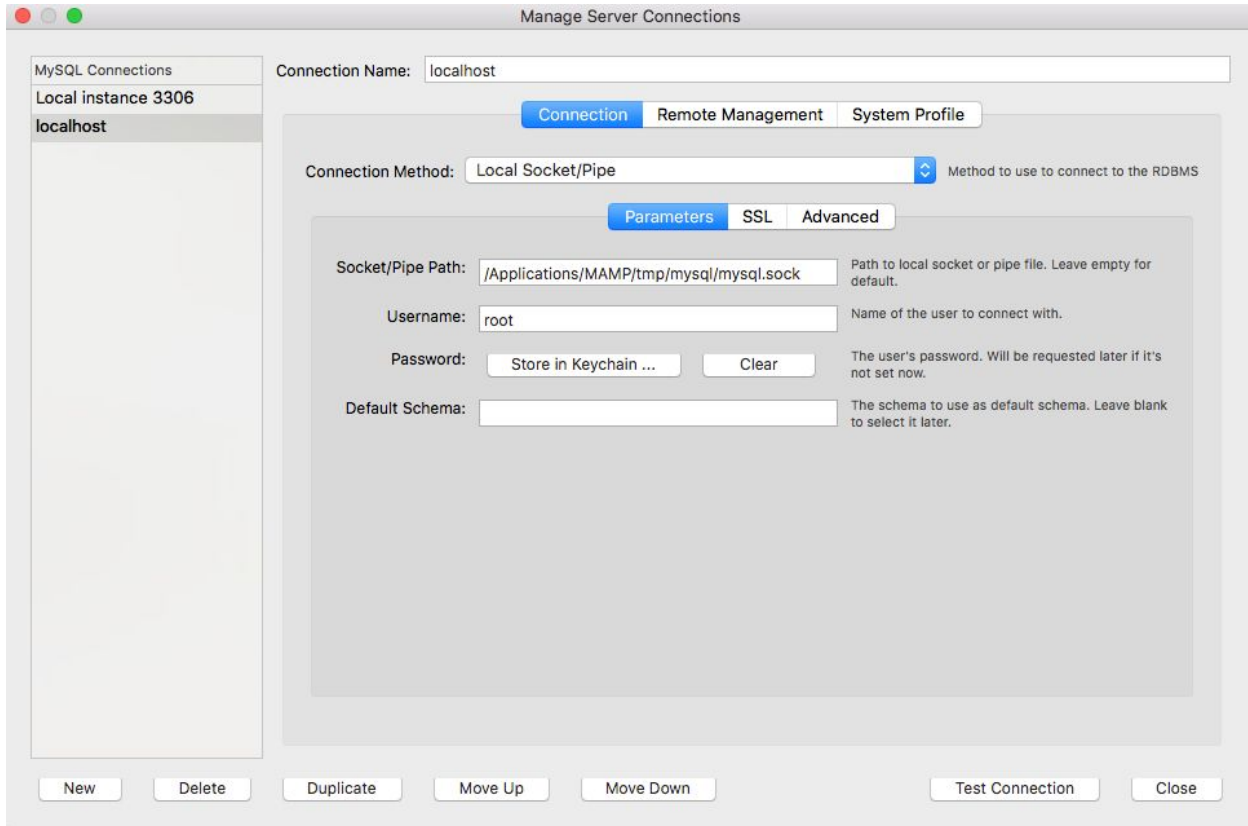 Manage Server Connections
MySQL Connections
Local instance 3306
localhost
Connection Name: localhost
Connection Remote Management System Profile
Connection Method: Local Socket/Pipe Method to use to connect to the RDBMS
Parameters SSL Advanced
Socket/Pipe Path: /Applications/MAMP/tmp/mysql/mysql.sock
Path to local socket or pipe file. Leave empty for
default.
Username: root Name of the user to connect with.
Password: Store in Keychain ... Clear
The user's password. Will be requested later if it's
not set now.
Default Schema:
The schema to use as default schema. Leave blank
to select it later.
New Delete Duplicate Move Up Move Down Test Connection Close